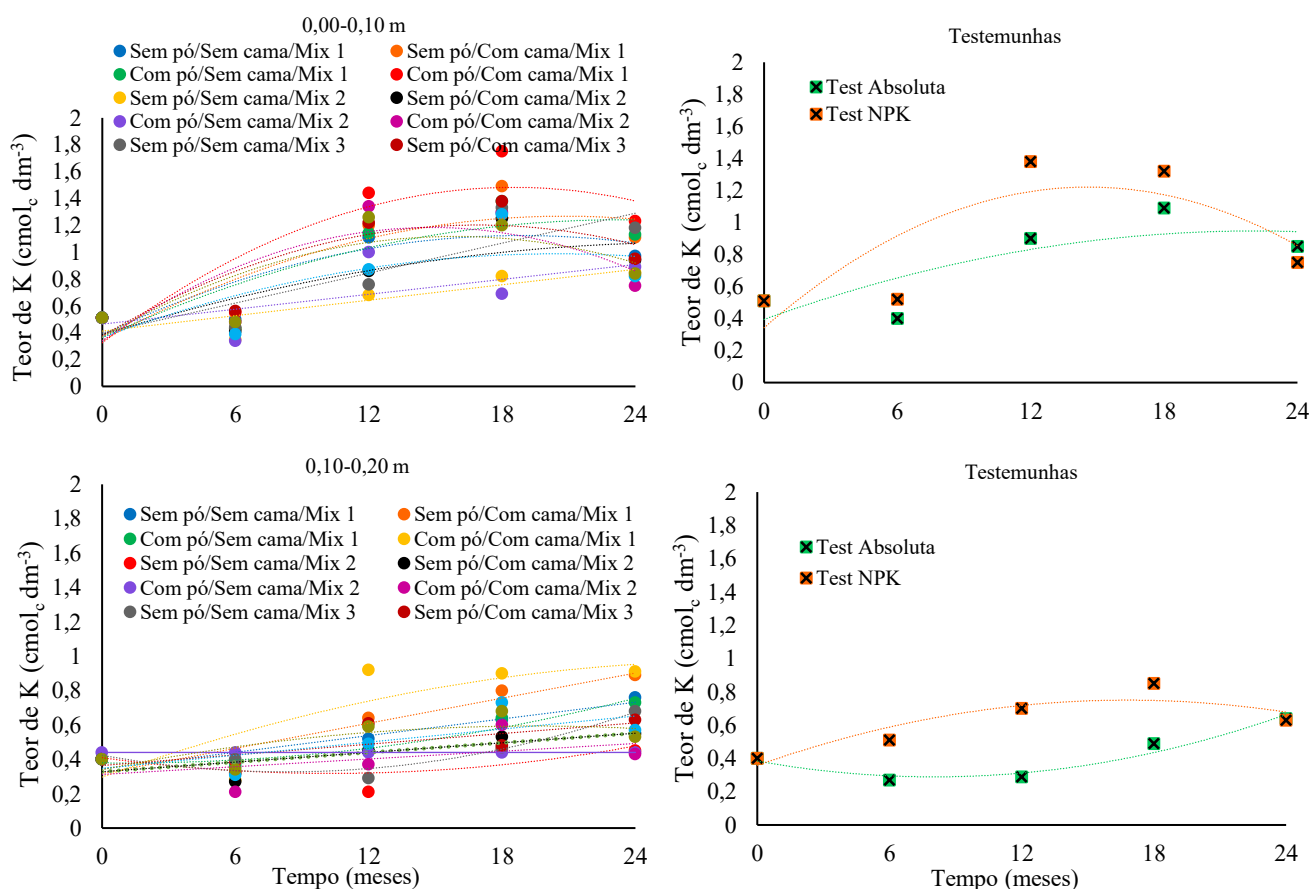 0,00-0,10 m
Sem pó/Sem cama/Mix 1
Sem pó/Com cama/Mix 1
Com pó/Sem cama/Mix 1
Com pó/Com cama/Mix 1
Sem pó/Sem cama/Mix 2
Sem pó/Com cama/Mix 2
Com pó/Sem cama/Mix 2
Com pó/Com cama/Mix 2
Sem pó/Sem cama/Mix 3
Sem pó/Com cama/Mix 3
Teor de K (cmolc dm-3)
2
1,8
1,6
1,4
1,2
1
0,8
0,6
0,4
0,2
0
0 6 12 18 24
Testemunhas
Test Absoluta
Test NPK
Teor de K (cmolc dm-3)
2
1,8
1,6
1,4
1,2
1
0,8
0,6
0,4
0,2
0
0 6 12 18 24
0,10-0,20 m
Sem pó/Sem cama/Mix 1
Sem pó/Com cama/Mix 1
Com pó/Sem cama/Mix 1
Com pó/Com cama/Mix 1
Sem pó/Sem cama/Mix 2
Sem pó/Com cama/Mix 2
Com pó/Sem cama/Mix 2
Com pó/Com cama/Mix 2
Sem pó/Sem cama/Mix 3
Sem pó/Com cama/Mix 3
Teor de K (cmolc dm-3)
2
1,8
1,6
1,4
1,2
1
0,8
0,6
0,4
0,2
0
0 6 12 18 24
Tempo (meses)
Testemunhas
Test Absoluta
Test NPK
Teor de K (cmolc dm-3)
2
1,8
1,6
1,4
1,2
1
0,8
0,6
0,4
0,2
0
0 6 12 18 24
Tempo (meses)